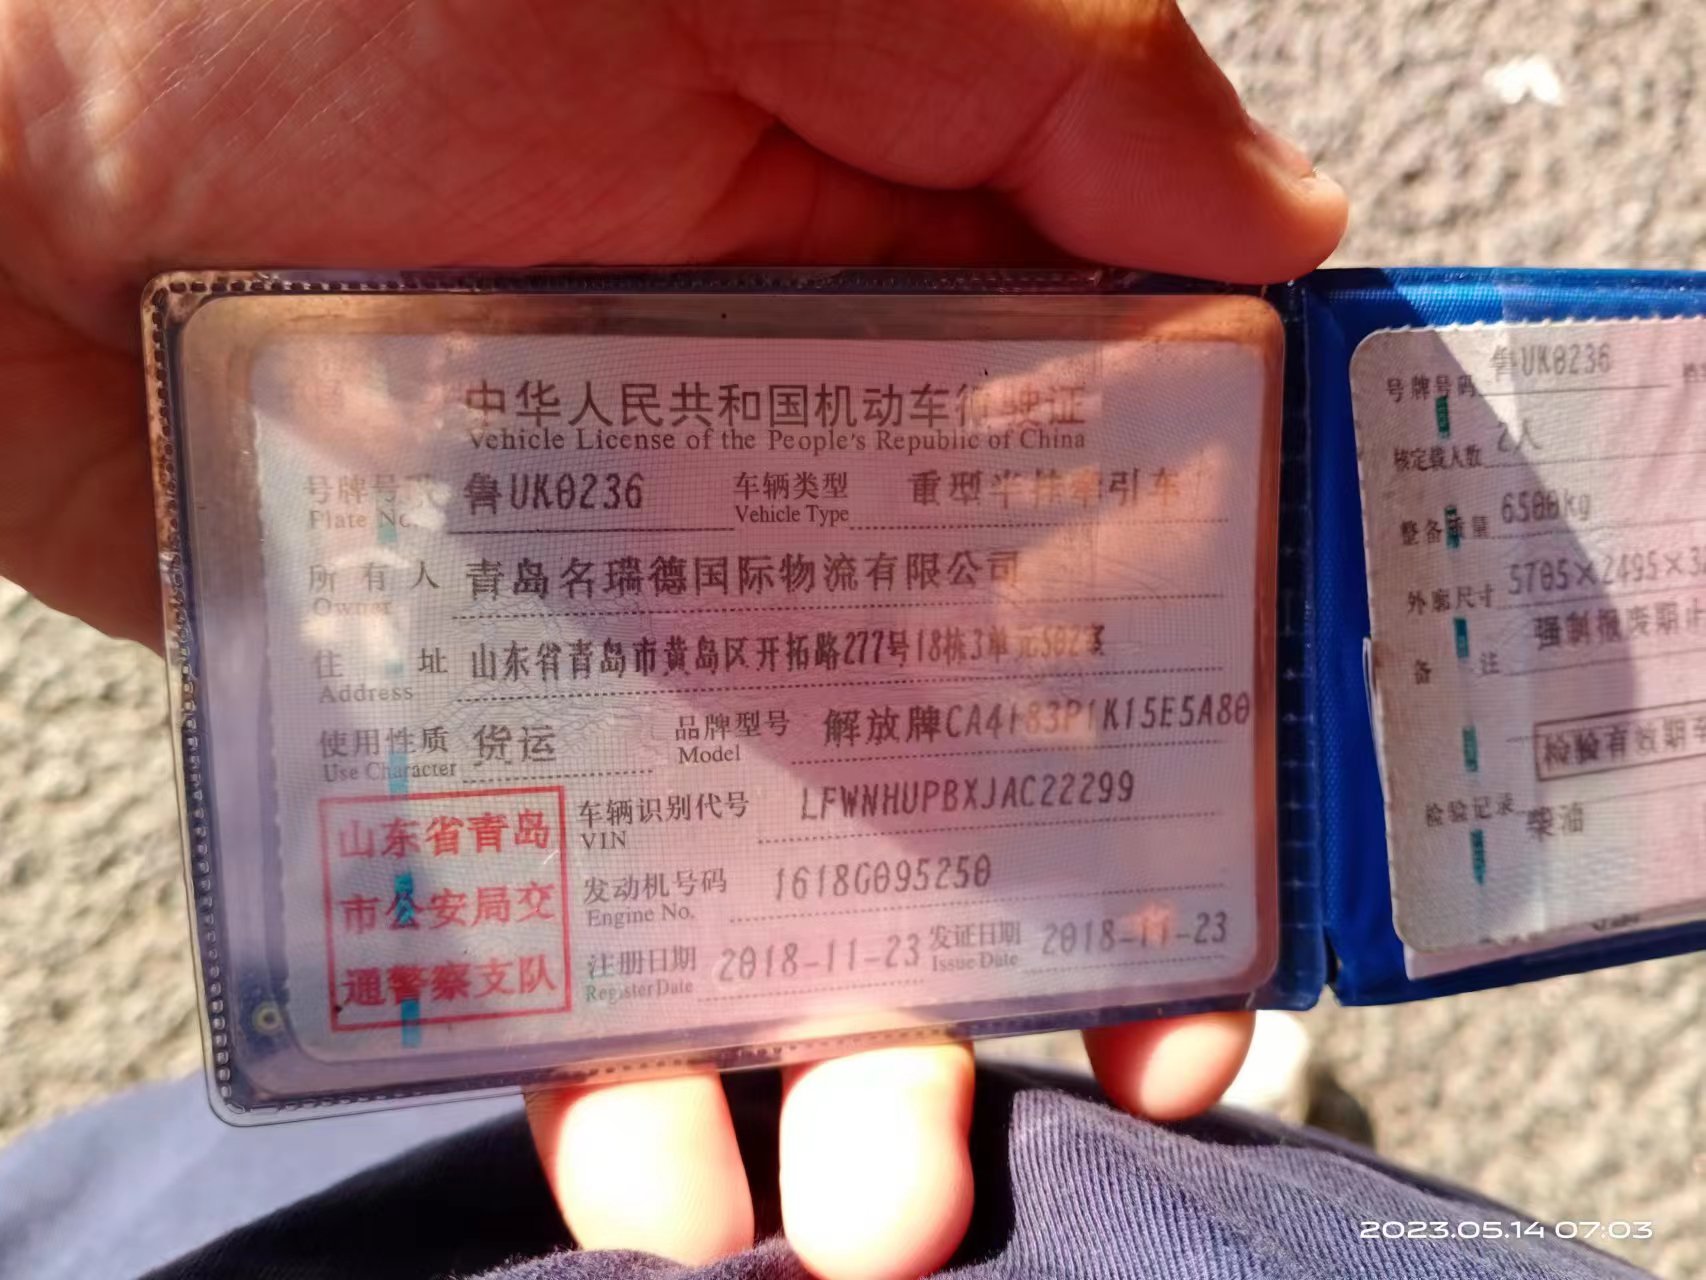 中华人民共和国机动车行驶证
Vehicle License of the People's Republic of China
号牌号码 鲁UK0236 车辆类型 重型半挂牵引车
Plate No. Vehicle Type
所有人 青岛名瑞德国际物流有限公司
Owner
住址 山东省青岛市黄岛区开拓路277号18栋3单元502室
Address
使用性质 货运 品牌型号 解放牌CA4183P1K15E5A80
Use Character Model
车辆识别代号 LFWNHUPBXJAC22299
VIN
发动机号码 1618G095250
Engine No.
注册日期 2018-11-23 发证日期 2018-11-23
Register Date Issue Date
山东省青岛
市公安局交
通警察支队
号牌号码 鲁UK0236
核定载人数 2人
整备质量 6500kg
外廓尺寸 5705×2495×3
备注 强制报废期
检验有效期至
检验记录 柴油
2023.05.14 07:03